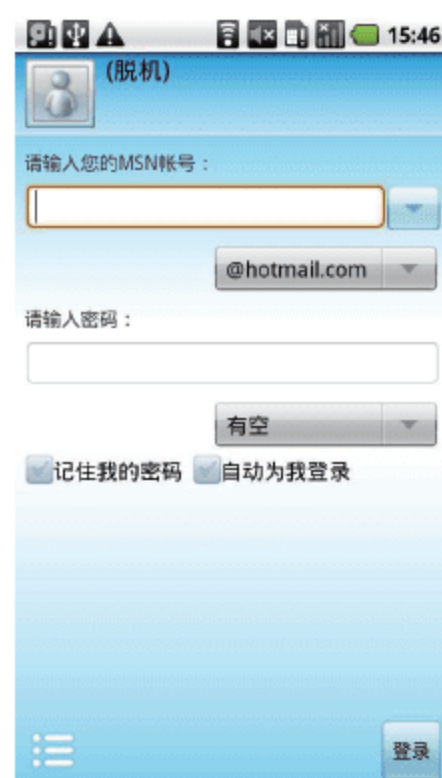 15:46
(脱机)
请输入您的MSN帐号：
@hotmail.com
请输入密码：
有空
记住我的密码 自动为我登录
登录